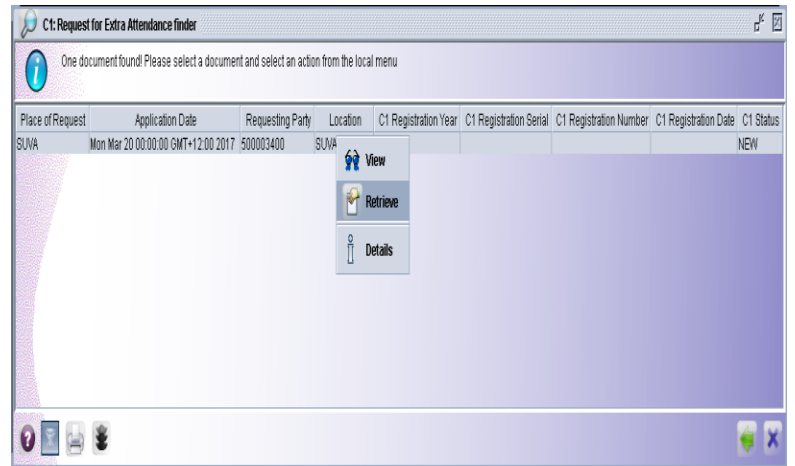 C1: Request for Extra Attendance finder
One document found! Please select a document and select an action from the local menu
Place of Request Application Date Requesting Party Location C1 Registration Year C1 Registration Serial C1 Registration Number C1 Registration Date C1 Status
SUVA Mon Mar 20 00:00:00 GMT+12:00 2017 500003400 SUVA NEW
View
Retrieve
Details